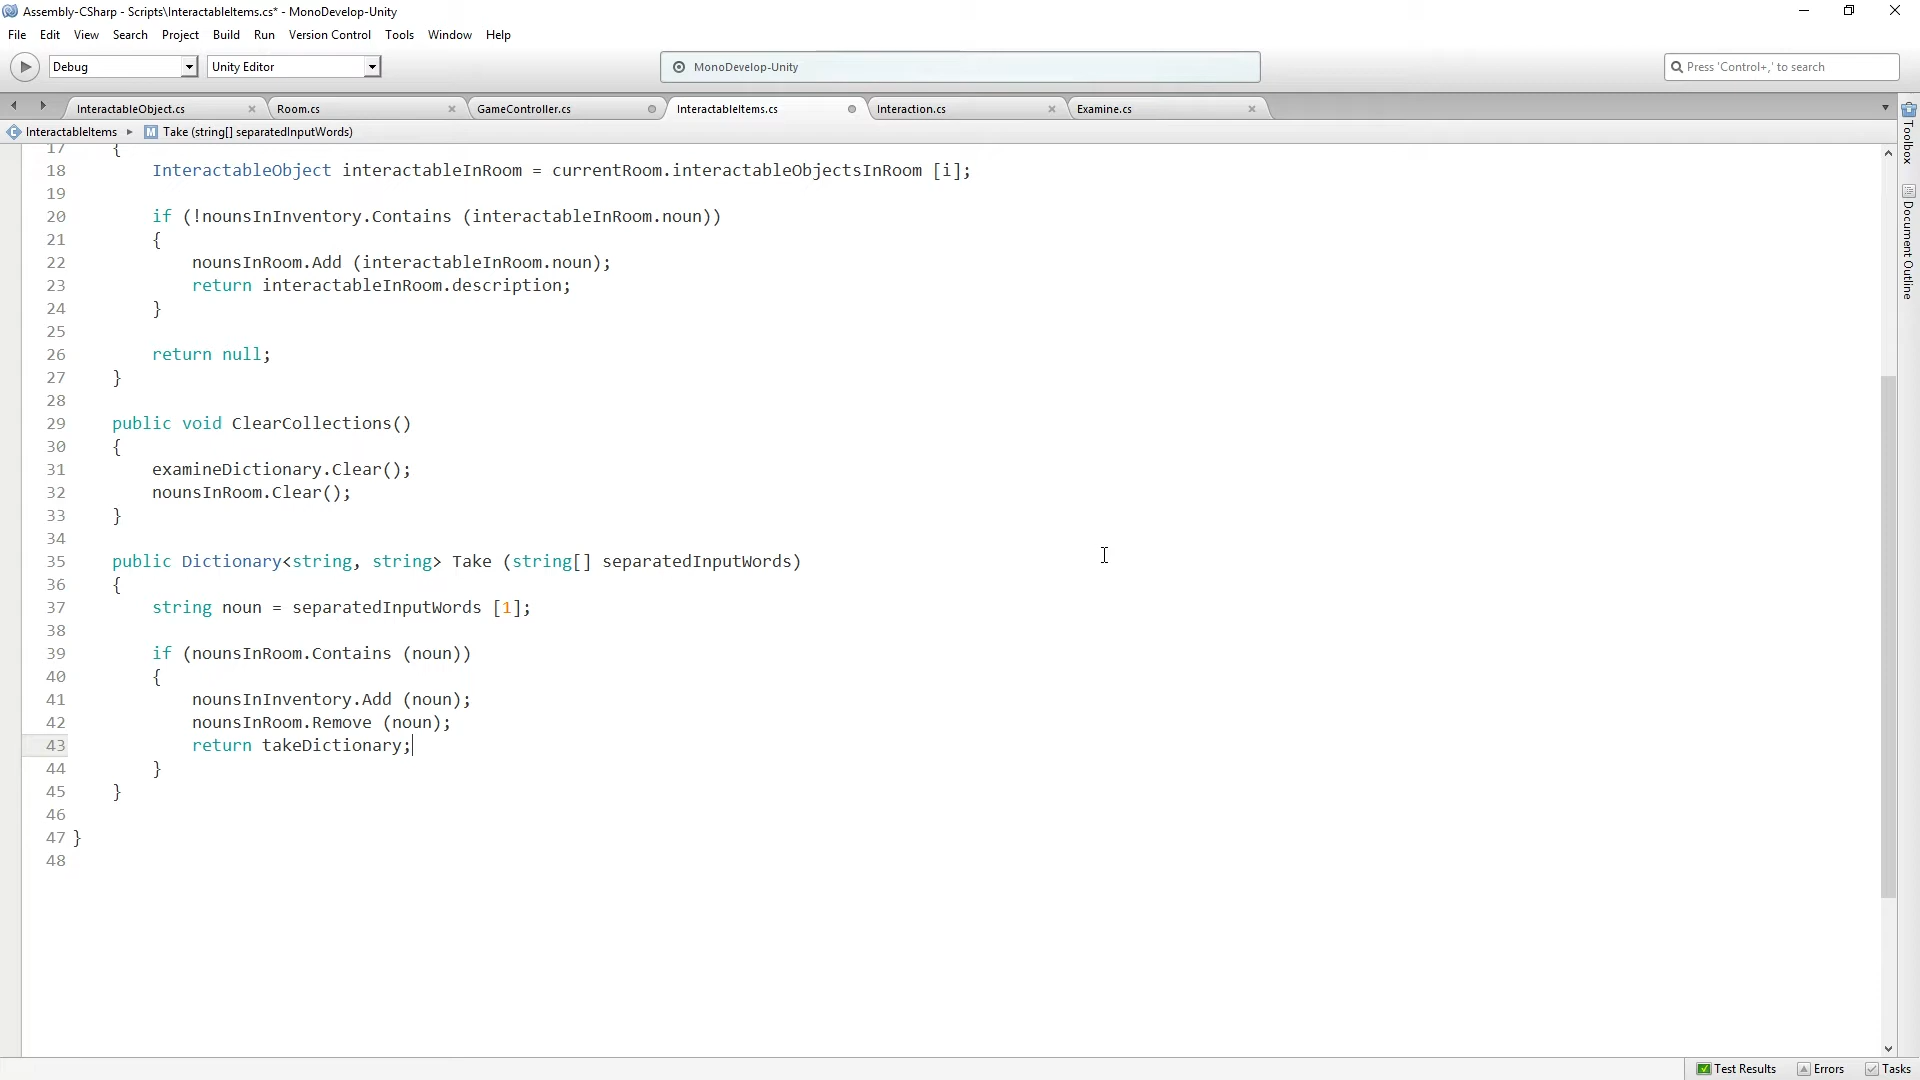 Assembly-CSharp - Scripts\InteractableItems.cs* - MonoDevelop-Unity
File Edit View Search Project Build Run Version Control Tools Window Help
Debug Unity Editor MonoDevelop-Unity Press 'Control+,' to search
InteractableObject.cs Room.cs GameController.cs InteractableItems.cs Interaction.cs Examine.cs
InteractableItems Take (string[] separatedInputWords)
17 {
18 InteractableObject interactableInRoom = currentRoom.interactableObjectsInRoom [i];
19
20 if (!nounsInInventory.Contains (interactableInRoom.noun))
21 {
22 nounsInRoom.Add (interactableInRoom.noun);
23 return interactableInRoom.description;
24 }
25
26 return null;
27 }
28
29 public void ClearCollections()
30 {
31 examineDictionary.Clear();
32 nounsInRoom.Clear();
33 }
34
35 public Dictionary<string, string> Take (string[] separatedInputWords)
36 {
37 string noun = separatedInputWords [1];
38
39 if (nounsInRoom.Contains (noun))
40 {
41 nounsInInventory.Add (noun);
42 nounsInRoom.Remove (noun);
43 return takeDictionary;
44 }
45 }
46
47 }
48
Toolbox
Document Outline
Test Results Errors Tasks